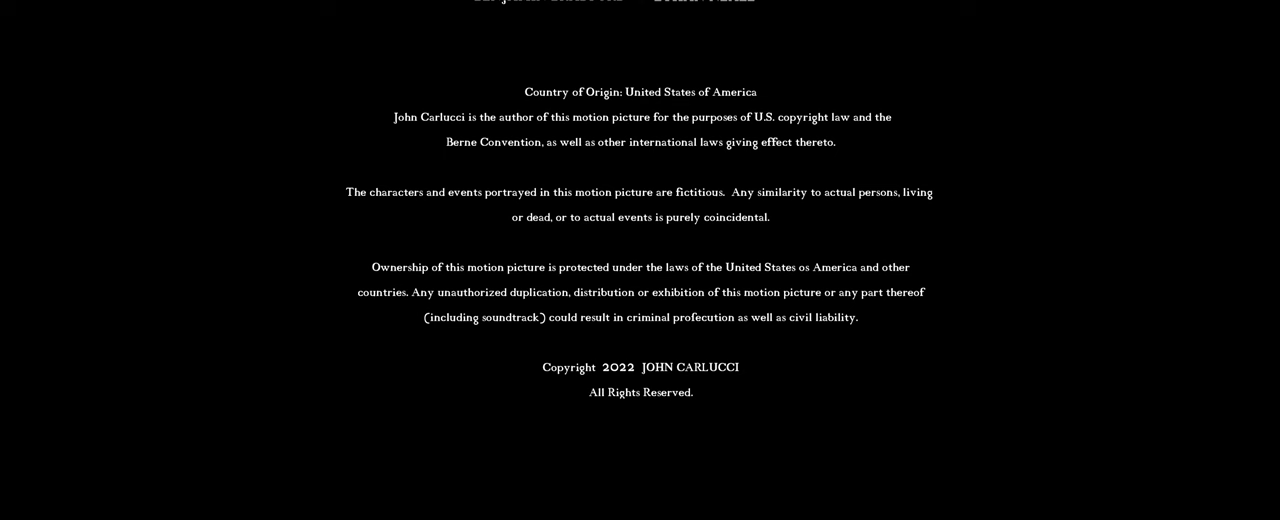 Country of Origin: United States of America
John Carlucci is the author of this motion picture for the purposes of U.S. copyright law and the
Berne Convention, as well as other international laws giving effect thereto.
The characters and events portrayed in this motion picture are fictitious.  Any similarity to actual persons, living
or dead, or to actual events is purely coincidental.
Ownership of this motion picture is protected under the laws of the United States os America and other
countries. Any unauthorized duplication, distribution or exhibition of this motion picture or any part thereof
(including soundtrack) could result in criminal profecution as well as civil liability.
Copyright  2022  JOHN CARLUCCI
All Rights Reserved.